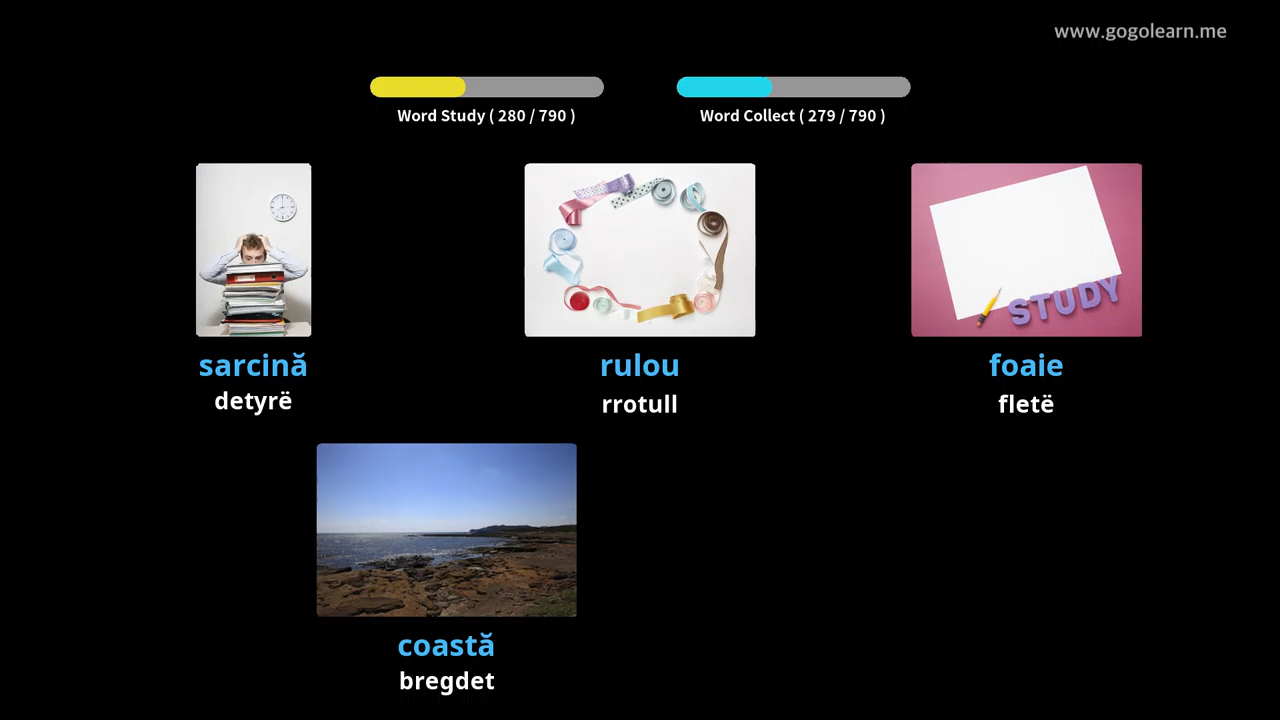 www.gogolearn.me
Word Study ( 280 / 790 )
Word Collect ( 279 / 790 )
STUDY
sarcină
detyrë
rulou
rrotull
foaie
fletë
coastă
bregdet